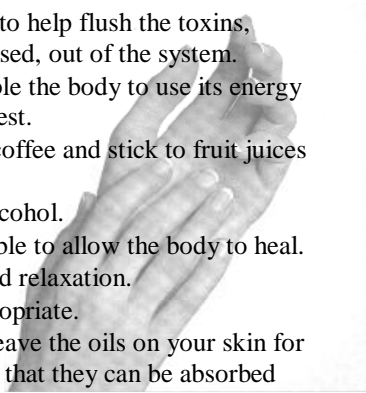 to help flush the toxins,
sed, out of the system.
ble the body to use its energy
est.
coffee and stick to fruit juices
cohol.
ble to allow the body to heal.
d relaxation.
opriate.
eave the oils on your skin for
that they can be absorbed